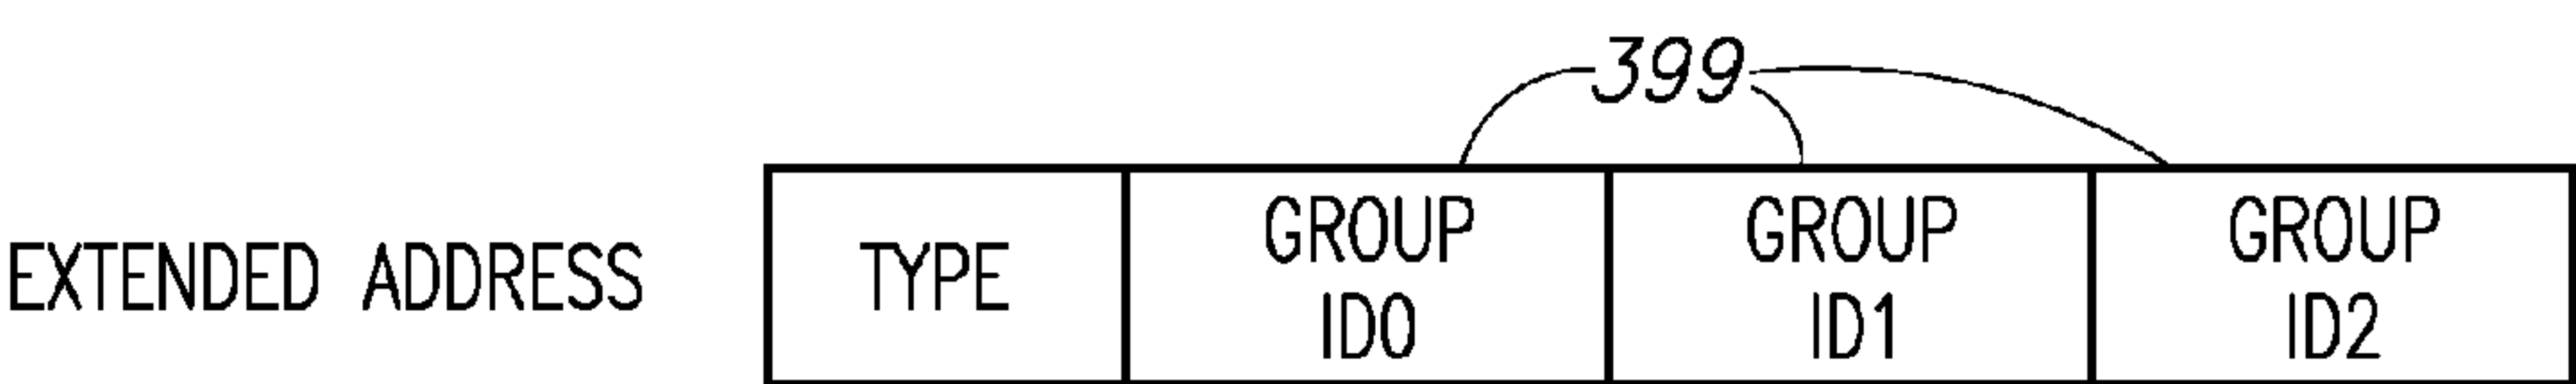 399
EXTENDED ADDRESS
TYPE
GROUP
ID0
GROUP
ID1
GROUP
ID2